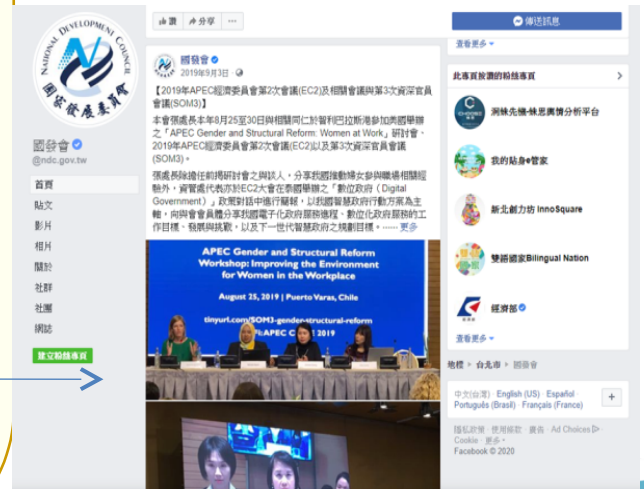 讚 分享 ...
傳送訊息
NATIONAL DEVELOPMENT COUNCIL
國家發展委員會
國發會
@ndc.gov.tw
首頁
貼文
影片
相片
關於
社群
社團
網誌
建立粉絲專頁
國發會
2019年9月3日
【2019年APEC經濟委員會第2次會議(EC2)及相關會議與第3次資深官員
會議(SOM3)】
本會張處長本年8月25至30日與相關同仁於智利巴拉斯港參加美國舉辦
之「APEC Gender and Structural Reform: Women at Work」研討會、
2019年APEC經濟委員會第2次會議(EC2)以及第3次資深官員會議
(SOM3)。
張處長除擔任前揭研討會之與談人，分享我國推動婦女參與職場相關經
驗外，資管處代表亦於EC2大會在泰國舉辦之「數位政府（Digital
Government）」政策對話中進行簡報，以我國智慧政府行動方案為主
軸，向與會會員體分享我國電子化政府服務進程、數位化政府服務的工
作目標、發展與挑戰，以及下一世代智慧政府之規劃目標。...... 更多
APEC Gender and Structural Reform
Workshop: Improving the Environment
for Women in the Workplace
August 25, 2019 | Puerto Varas, Chile
tinyurl.com/SOM3-gender-structural-reform
APEC 2019
查看更多
此專頁按讚的粉絲專頁
洞悉先機-蛛思輿情分析平台
我的貼身e管家
新北創力坊 InnoSquare
雙語國家Bilingual Nation
經濟部
查看更多
地標 台北市 國發會
中文(台灣) · English (US) · Español ·
Português (Brasil) · Français (France)
+
隱私政策 · 使用條款 · 廣告 · Ad Choices ·
Cookie · 更多
Facebook © 2020